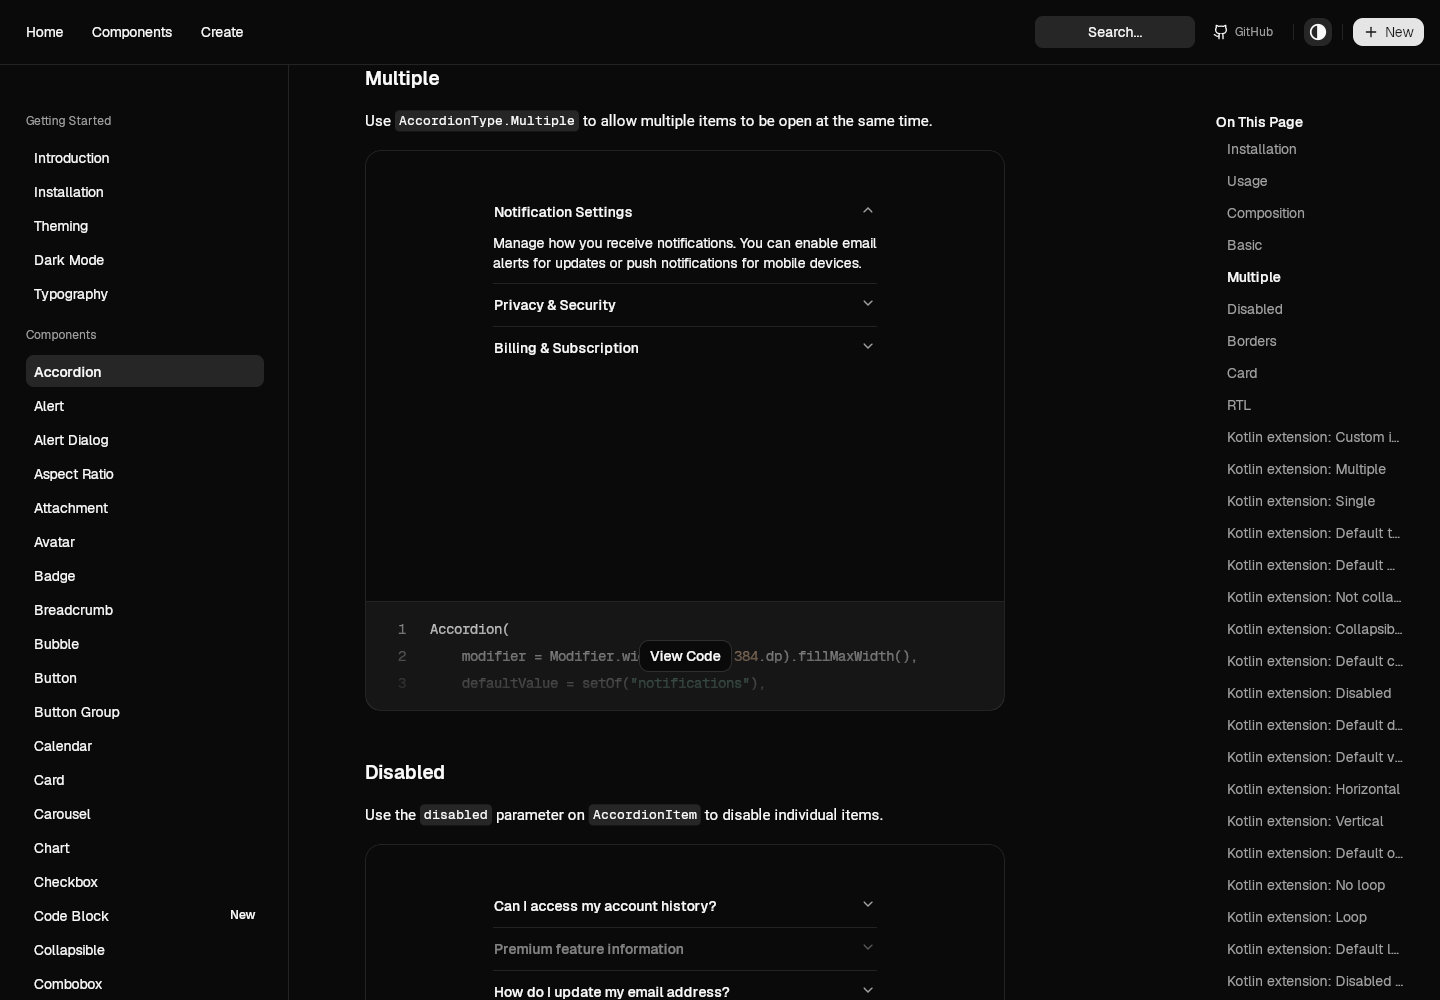 Home
Components
Create
Search...
GitHub
New
Getting Started
Introduction
Installation
Theming
Dark Mode
Typography
Components
Accordion
Alert
Alert Dialog
Aspect Ratio
Attachment
Avatar
Badge
Breadcrumb
Bubble
Button
Button Group
Calendar
Card
Carousel
Chart
Checkbox
Code Block New
Collapsible
Combobox
Multiple
Use AccordionType.Multiple to allow multiple items to be open at the same time.
Notification Settings
Manage how you receive notifications. You can enable email
alerts for updates or push notifications for mobile devices.
Privacy & Security
Billing & Subscription
1 Accordion(
2 modifier = Modifier.wi
View Code
384.dp).fillMaxWidth(),
3 defaultValue = setOf("notifications"),
Disabled
Use the disabled parameter on AccordionItem to disable individual items.
Can I access my account history?
Premium feature information
How do I update my email address?
On This Page
Installation
Usage
Composition
Basic
Multiple
Disabled
Borders
Card
RTL
Kotlin extension: Custom i...
Kotlin extension: Multiple
Kotlin extension: Single
Kotlin extension: Default t...
Kotlin extension: Default ...
Kotlin extension: Not colla...
Kotlin extension: Collapsib...
Kotlin extension: Default c...
Kotlin extension: Disabled
Kotlin extension: Default d...
Kotlin extension: Default v...
Kotlin extension: Horizontal
Kotlin extension: Vertical
Kotlin extension: Default o...
Kotlin extension: No loop
Kotlin extension: Loop
Kotlin extension: Default l...
Kotlin extension: Disabled ...